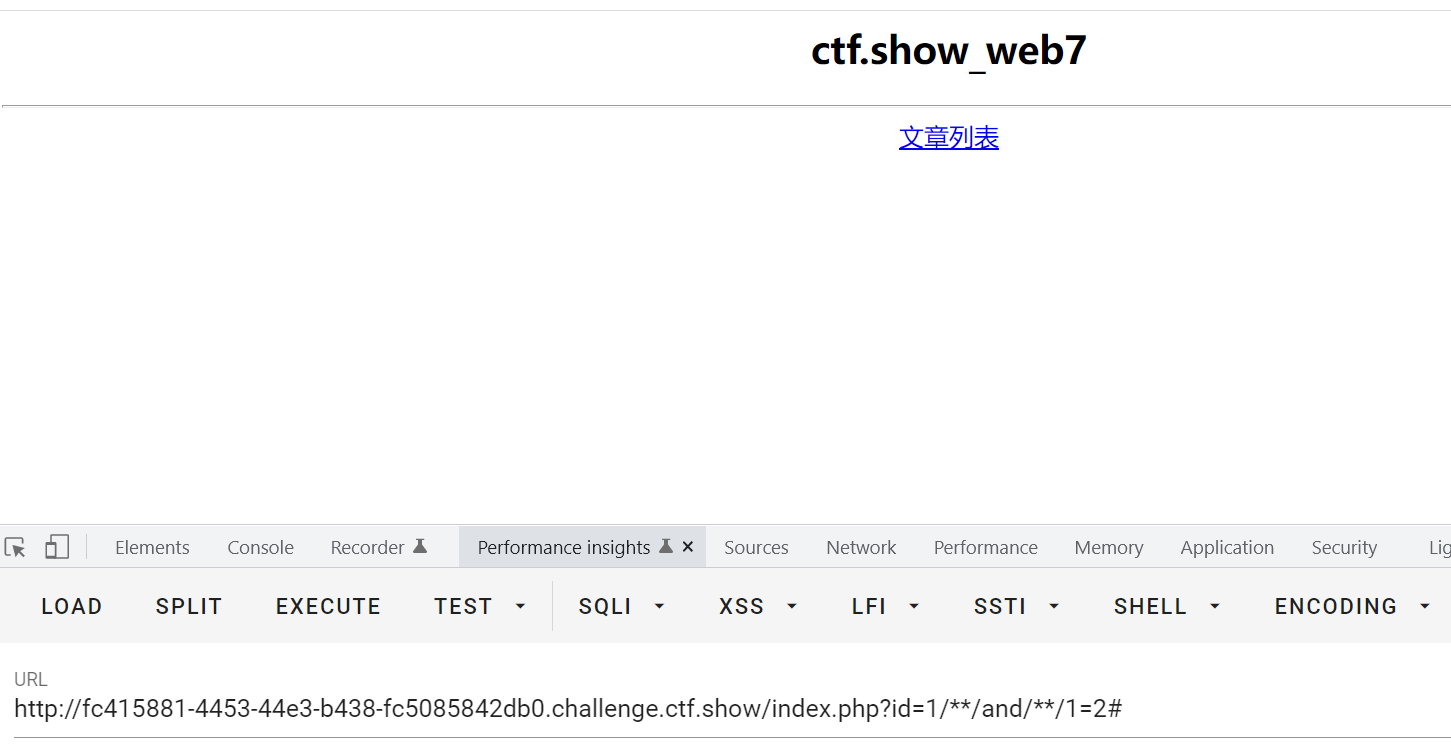 ctf.show_web7
文章列表
Elements Console Recorder Performance insights × Sources Network Performance Memory Application Security Lig
LOAD SPLIT EXECUTE TEST SQLI XSS LFI SSTI SHELL ENCODING
URL
http://fc415881-4453-44e3-b438-fc5085842db0.challenge.ctf.show/index.php?id=1/**/and/**/1=2#